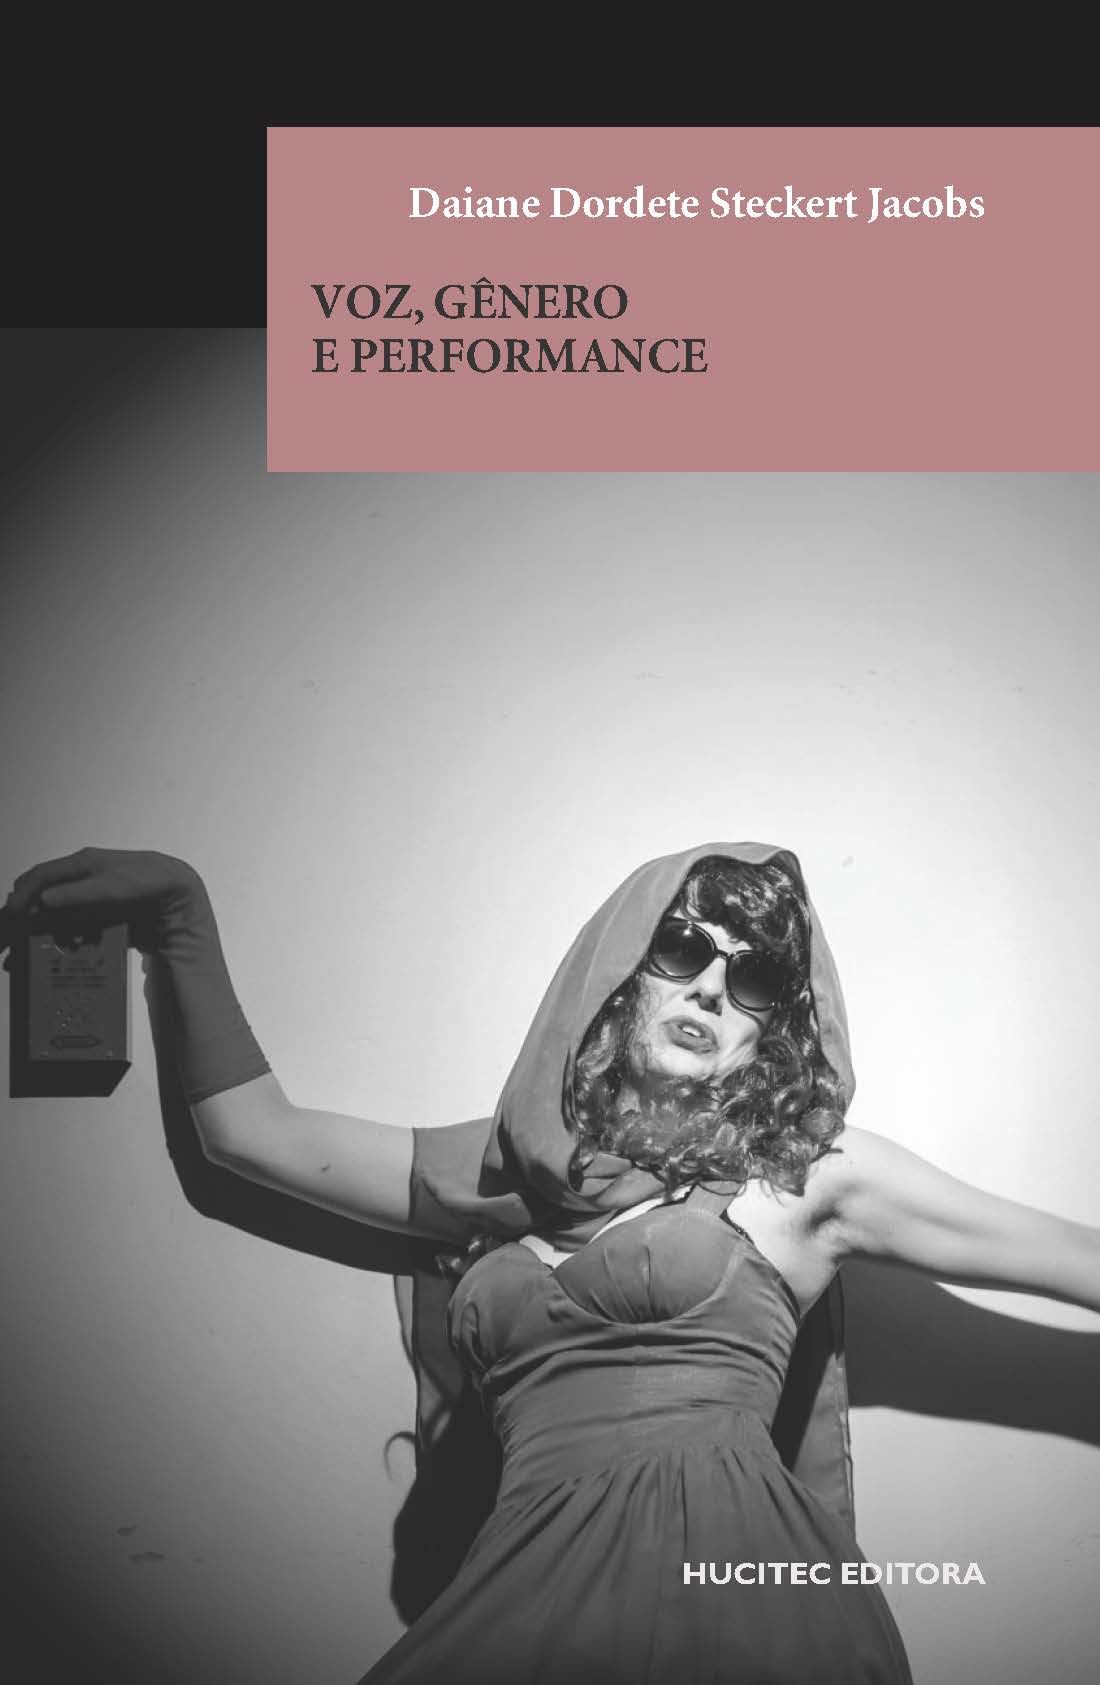 Daiane Dordete Steckert Jacobs
VOZ, GÊNERO
E PERFORMANCE
HUCITEC EDITORA